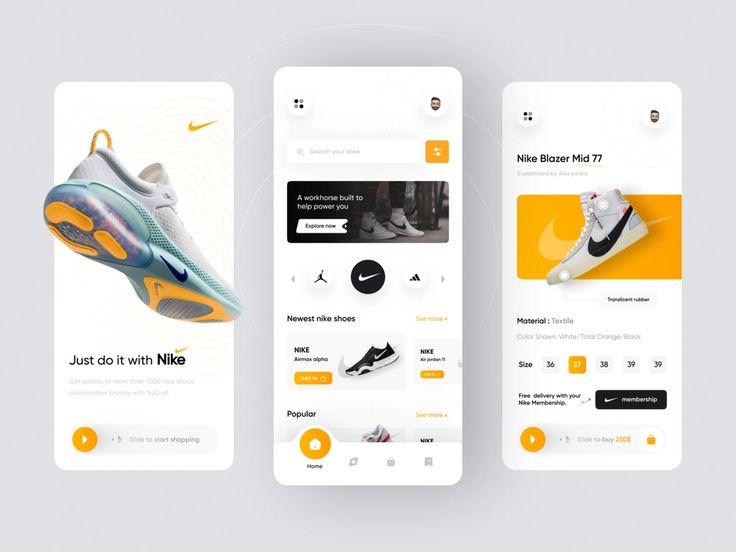 Just do it with Nike
Get access to more than 1000 nike shoes
also another brands with %20 off.
Slide to start shopping
Search your shoe
A workhorse built to
help power you
Explore now
Newest nike shoes
See more
NIKE
Airmax alpha
Add to
NIKE
Air jordan 11
Add to
Popular
See more
NIKE
NIKE
Home
Nike Blazer Mid 77
Customised by Alex pedro
Translicent rubber
Material : Textile
Color Shown: White/Total Orange/Black
Size 36 37 38 39 39
Free delivery with your
Nike Membership.
membership
Slide to buy 230$